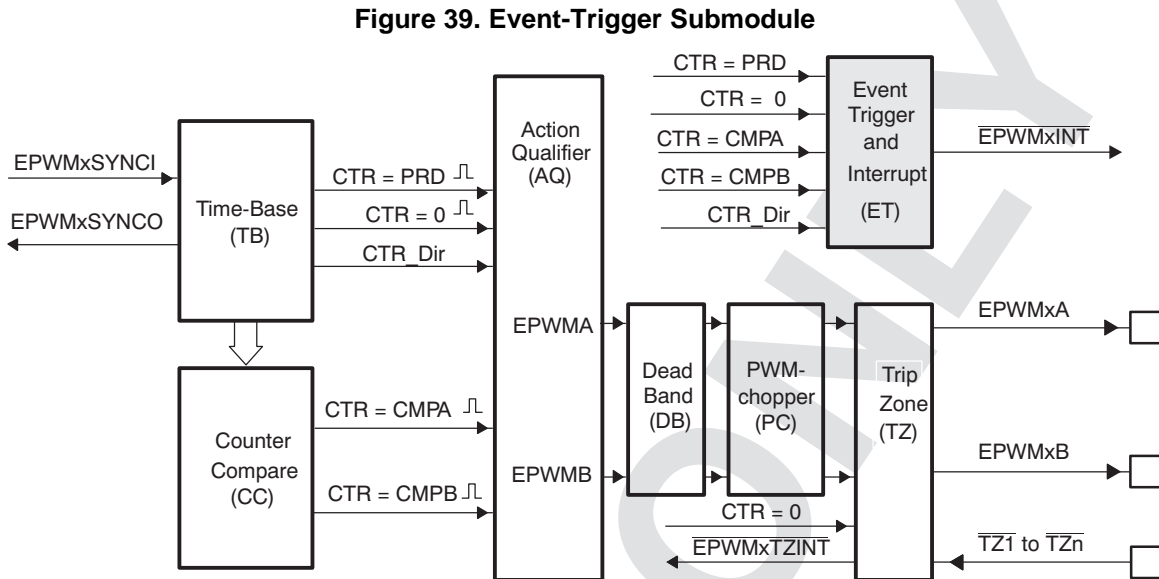 Figure 39. Event-Trigger Submodule
EPWMxSYNCI
EPWMxSYNCO
Time-Base
(TB)
CTR = PRD
CTR = 0
CTR_Dir
Counter
Compare
(CC)
CTR = CMPA
CTR = CMPB
Action
Qualifier
(AQ)
EPWMA
EPWMB
CTR = PRD
CTR = 0
CTR = CMPA
CTR = CMPB
CTR_Dir
Event
Trigger
and
Interrupt
(ET)
EPWMxINT
Dead
Band
(DB)
PWM-
chopper
(PC)
Trip
Zone
(TZ)
EPWMxA
EPWMxB
CTR = 0
EPWMxTZINT
TZ1 to TZn
ONLY